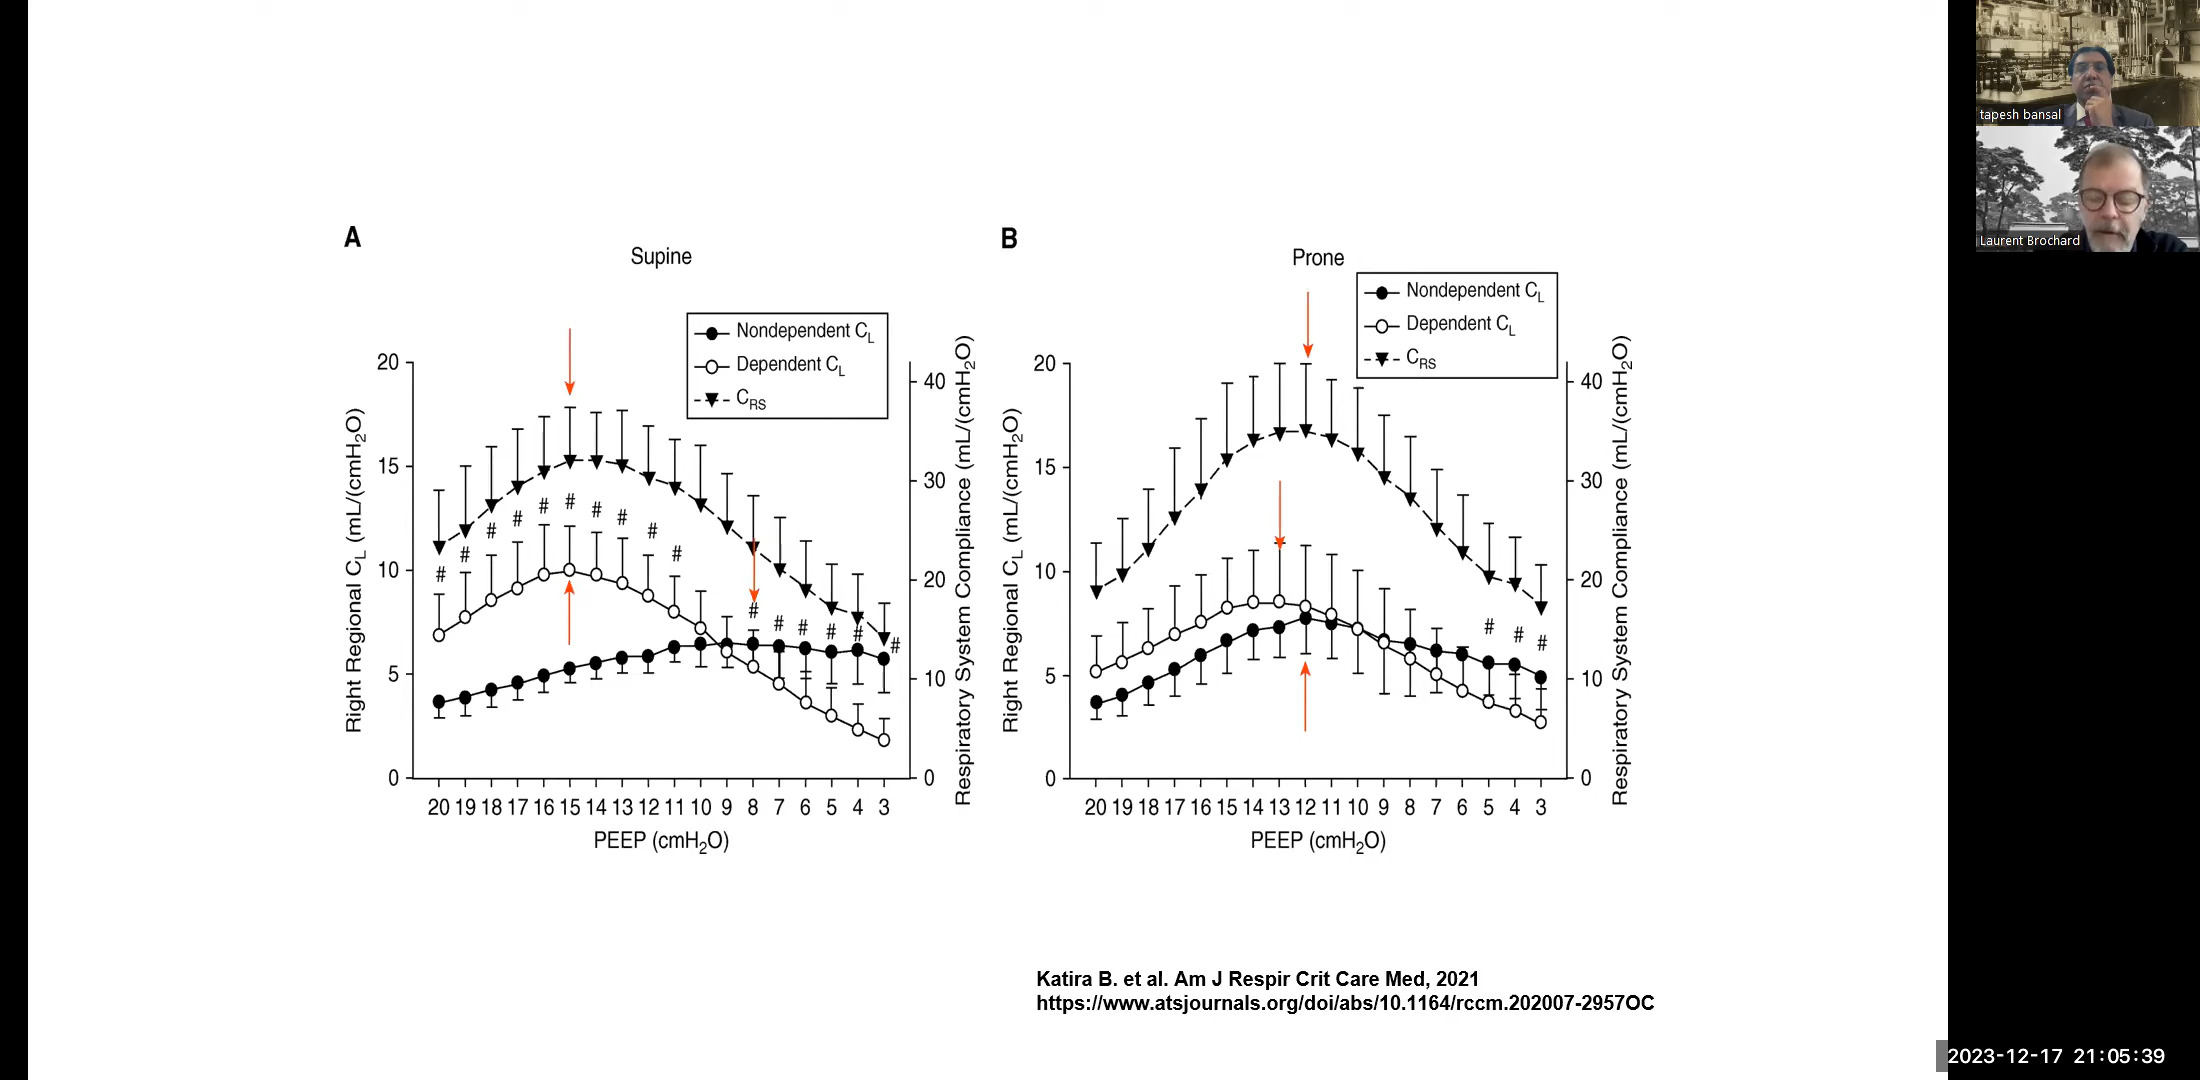 A
Supine
Nondependent CL
Dependent CL
CRS
20
15
10
5
0
Right Regional CL (mL/(cmH2O)
40
30
20
10
0
Respiratory System Compliance (mL/(cmH2O)
# # # # # # # # # # # # # # # #
20 19 18 17 16 15 14 13 12 11 10 9 8 7 6 5 4 3
PEEP (cmH2O)
B
Prone
Nondependent CL
Dependent CL
CRS
20
15
10
5
0
Right Regional CL (mL/(cmH2O)
40
30
20
10
0
Respiratory System Compliance (mL/(cmH2O)
# # #
20 19 18 17 16 15 14 13 12 11 10 9 8 7 6 5 4 3
PEEP (cmH2O)
Katira B. et al. Am J Respir Crit Care Med, 2021
https://www.atsjournals.org/doi/abs/10.1164/rccm.202007-2957OC
tapesh bansal
Laurent Brochard
2023-12-17 21:05:39